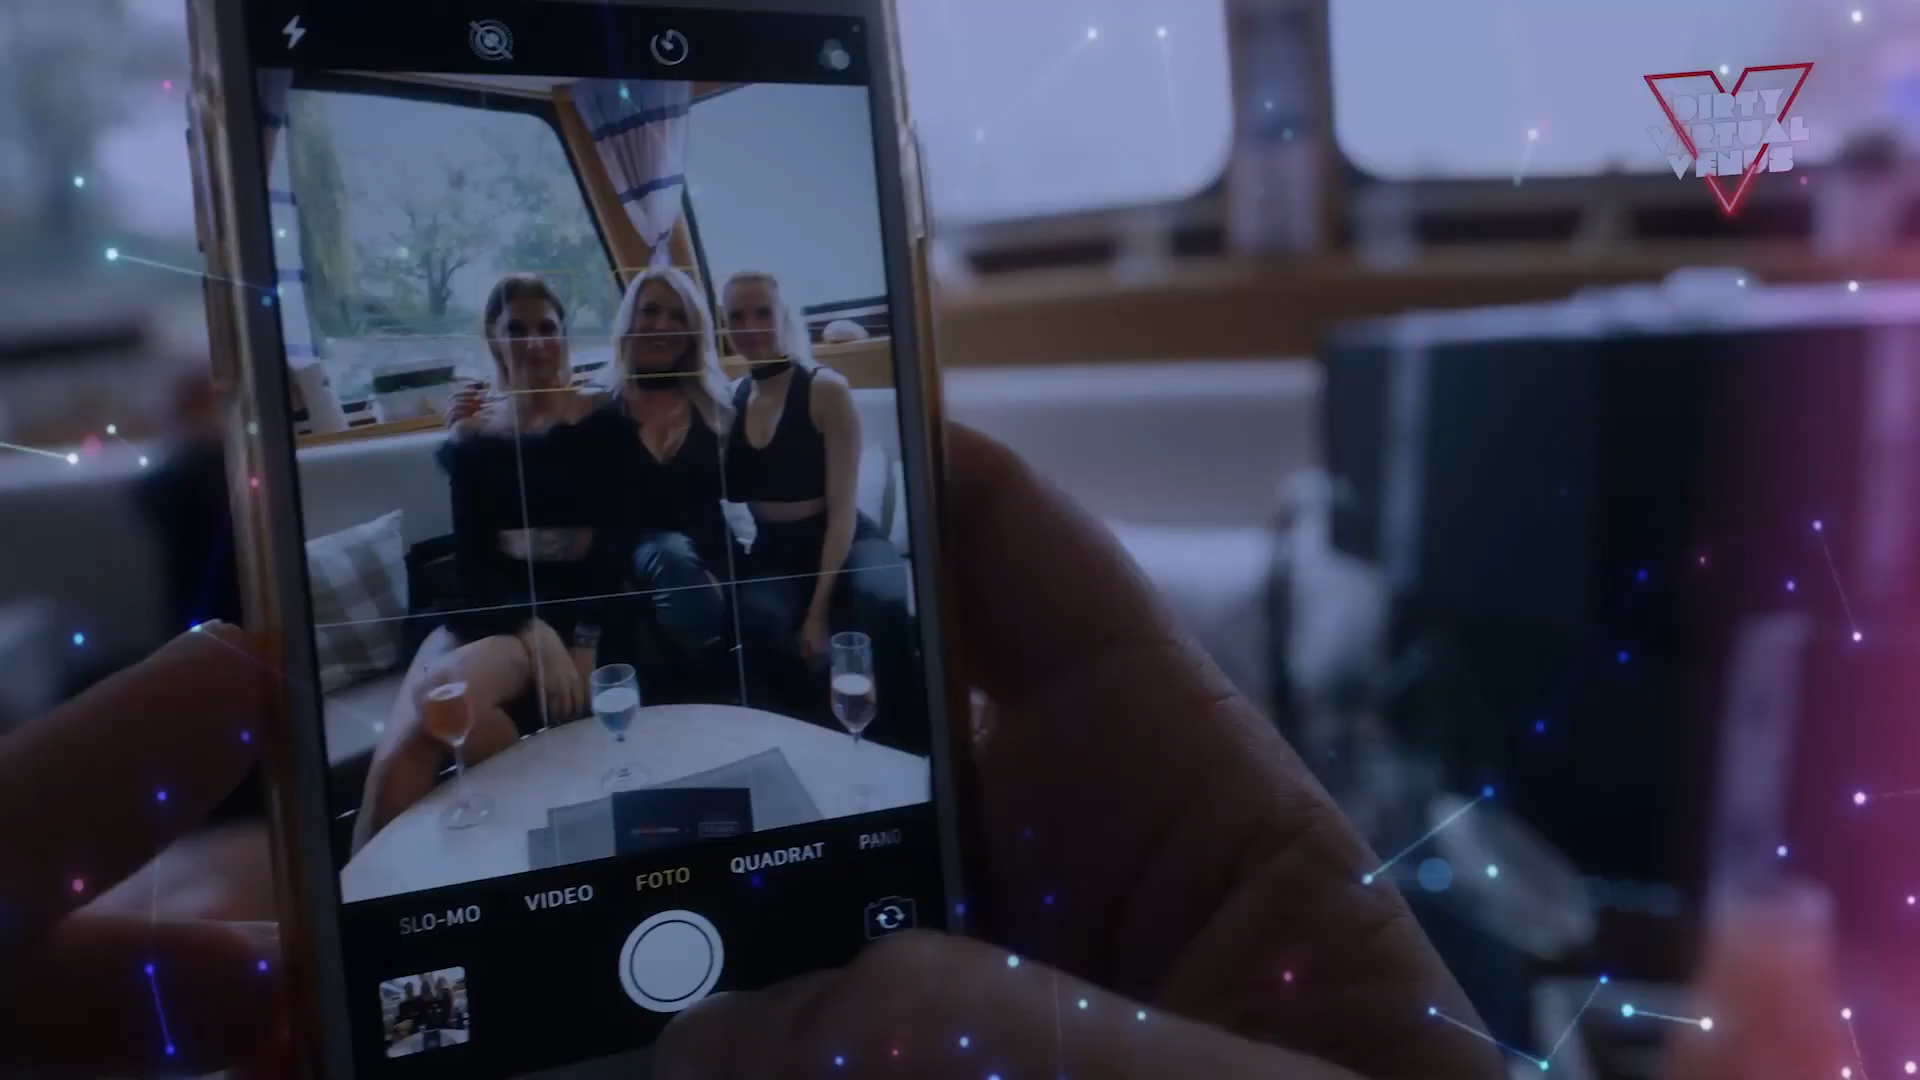 DIRTY
VIRTUAL
VENUS
SLO-MO
VIDEO
FOTO
QUADRAT
PANO